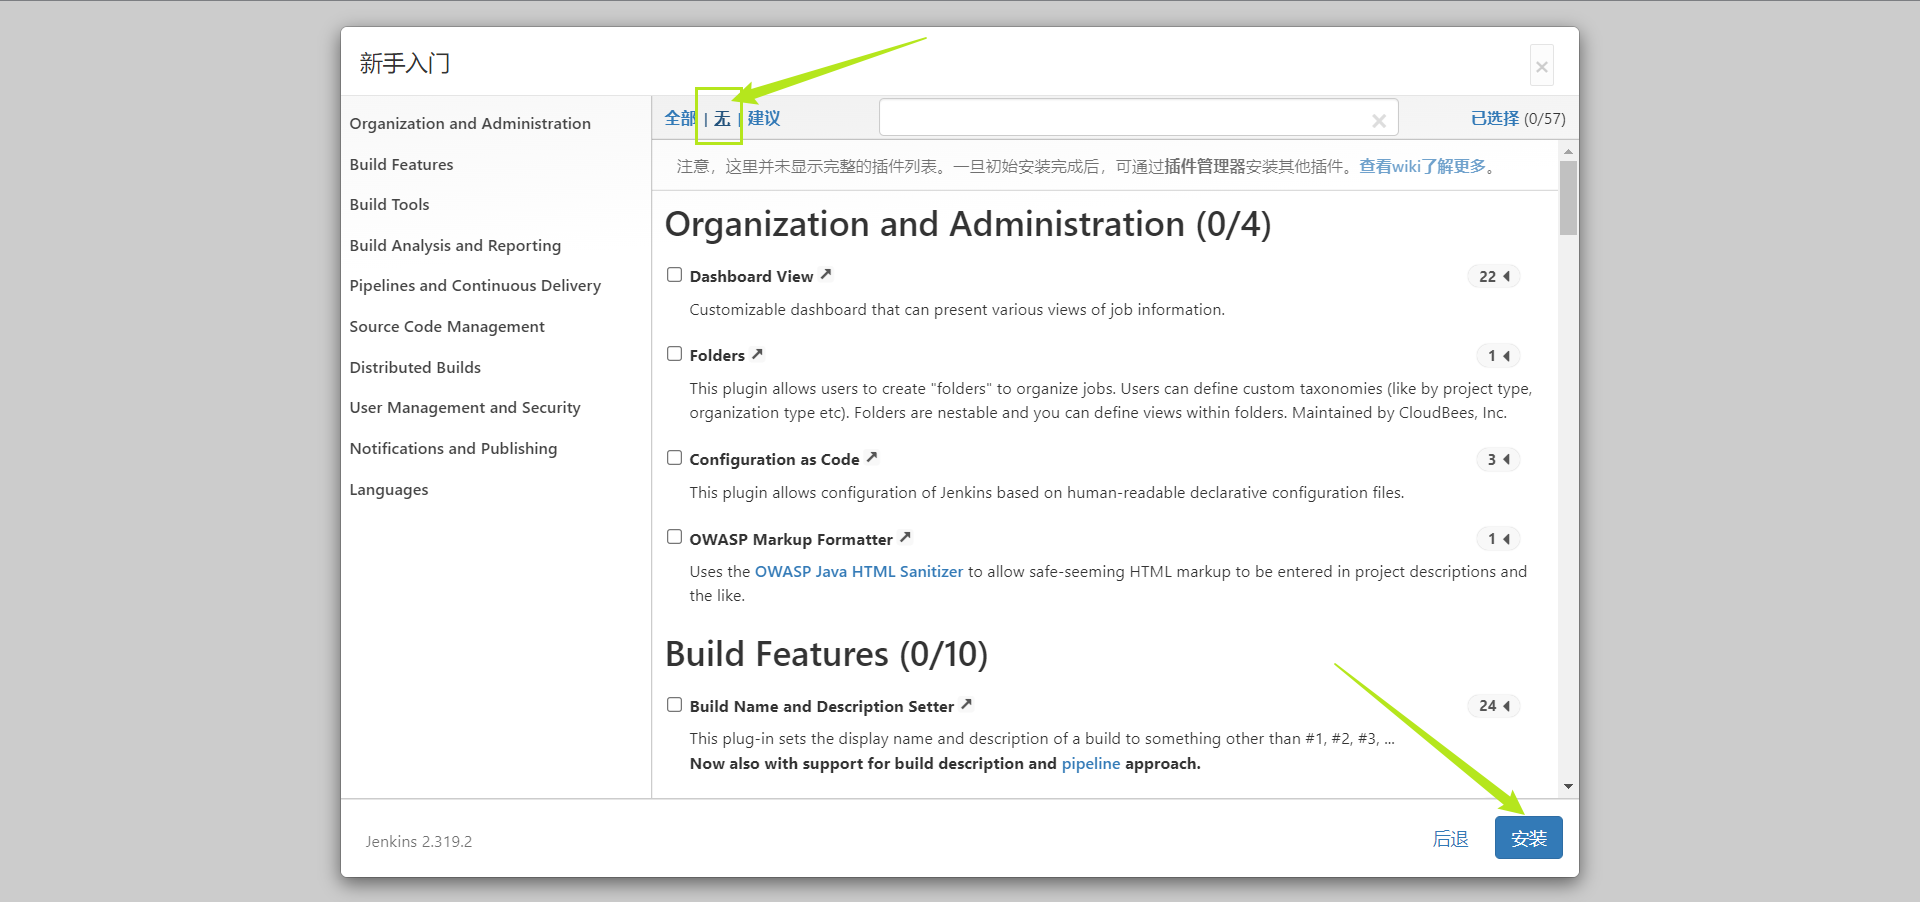 新手入门
×
Organization and Administration
Build Features
Build Tools
Build Analysis and Reporting
Pipelines and Continuous Delivery
Source Code Management
Distributed Builds
User Management and Security
Notifications and Publishing
Languages
全部 | 无 | 建议
×
已选择 (0/57)
注意，这里并未显示完整的插件列表。一旦初始安装完成后，可通过插件管理器安装其他插件。查看wiki了解更多。
Organization and Administration (0/4)
Dashboard View
22
Customizable dashboard that can present various views of job information.
Folders
1
This plugin allows users to create "folders" to organize jobs. Users can define custom taxonomies (like by project type,
organization type etc). Folders are nestable and you can define views within folders. Maintained by CloudBees, Inc.
Configuration as Code
3
This plugin allows configuration of Jenkins based on human-readable declarative configuration files.
OWASP Markup Formatter
1
Uses the OWASP Java HTML Sanitizer to allow safe-seeming HTML markup to be entered in project descriptions and
the like.
Build Features (0/10)
Build Name and Description Setter
24
This plug-in sets the display name and description of a build to something other than #1, #2, #3, ...
Now also with support for build description and pipeline approach.
Jenkins 2.319.2
后退
安装